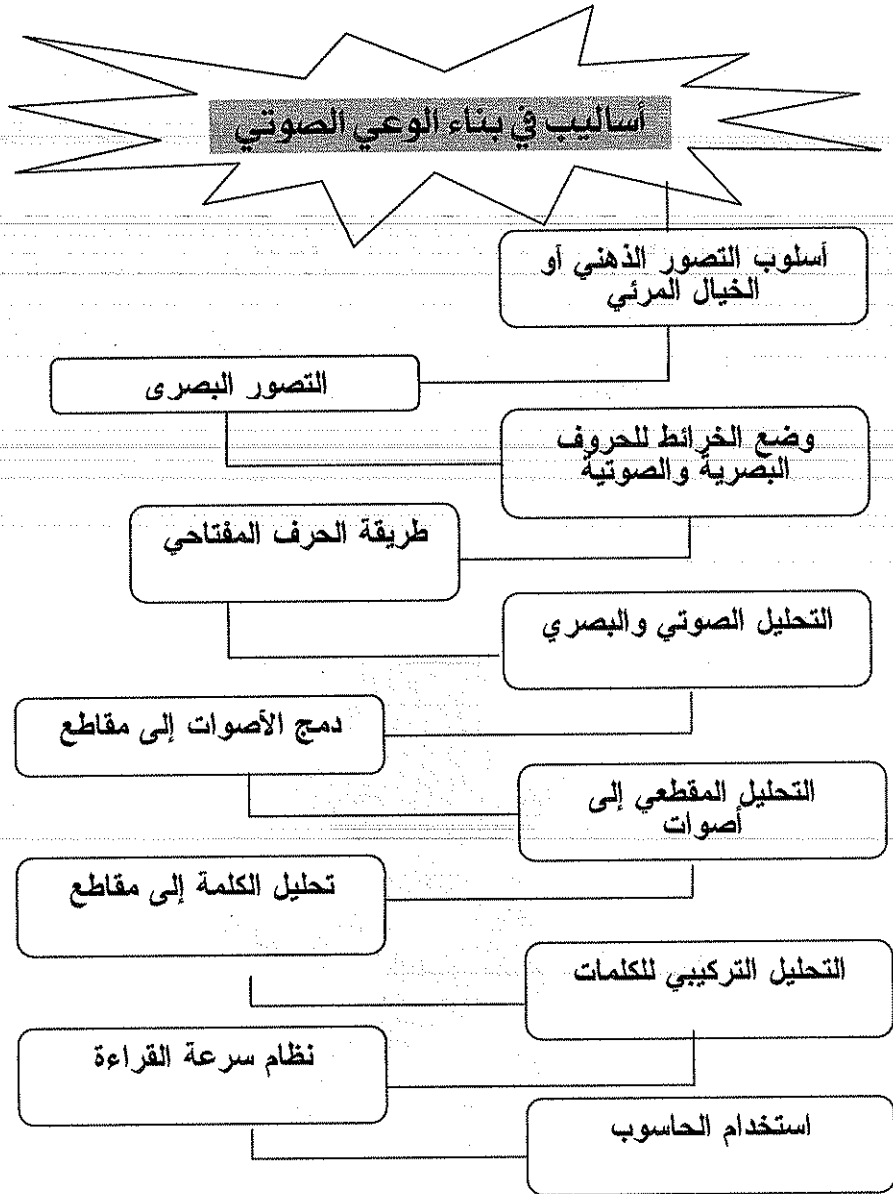 أساليب في بناء الوعي الصوتي
أسلوب التصور الذهني أو
الخيال المرئي
التصور البصرى
وضع الخرائط للحروف
البصرية والصوتية
طريقة الحرف المفتاحي
التحليل الصوتي والبصري
دمج الأصوات إلى مقاطع
التحليل المقطعي إلى
أصوات
تحليل الكلمة إلى مقاطع
التحليل التركيبي للكلمات
نظام سرعة القراءة
استخدام الحاسوب